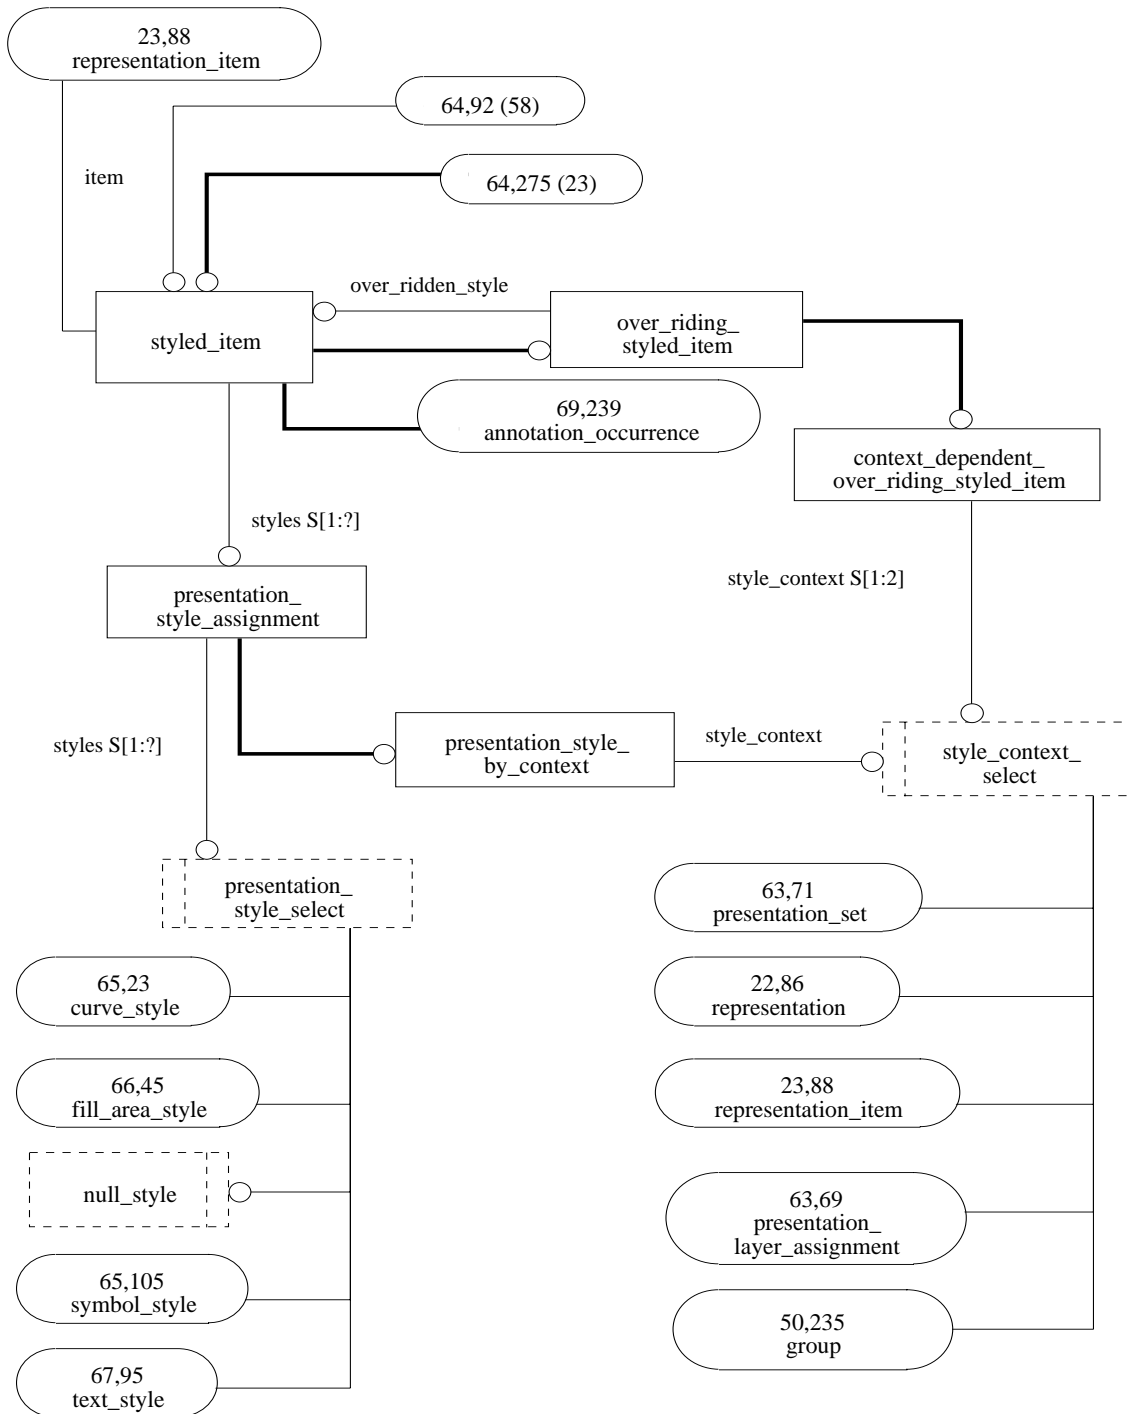 23,88
representation_item
64,92 (58)
item
64,275 (23)
over_ridden_style
styled_item
over_riding_
styled_item
69,239
annotation_occurrence
context_dependent_
over_riding_styled_item
styles S[1:?]
style_context S[1:2]
presentation_
style_assignment
styles S[1:?]
presentation_style_
by_context
style_context
style_context_
select
presentation_
style_select
63,71
presentation_set
65,23
curve_style
22,86
representation
66,45
fill_area_style
23,88
representation_item
null_style
63,69
presentation_
layer_assignment
65,105
symbol_style
50,235
group
67,95
text_style